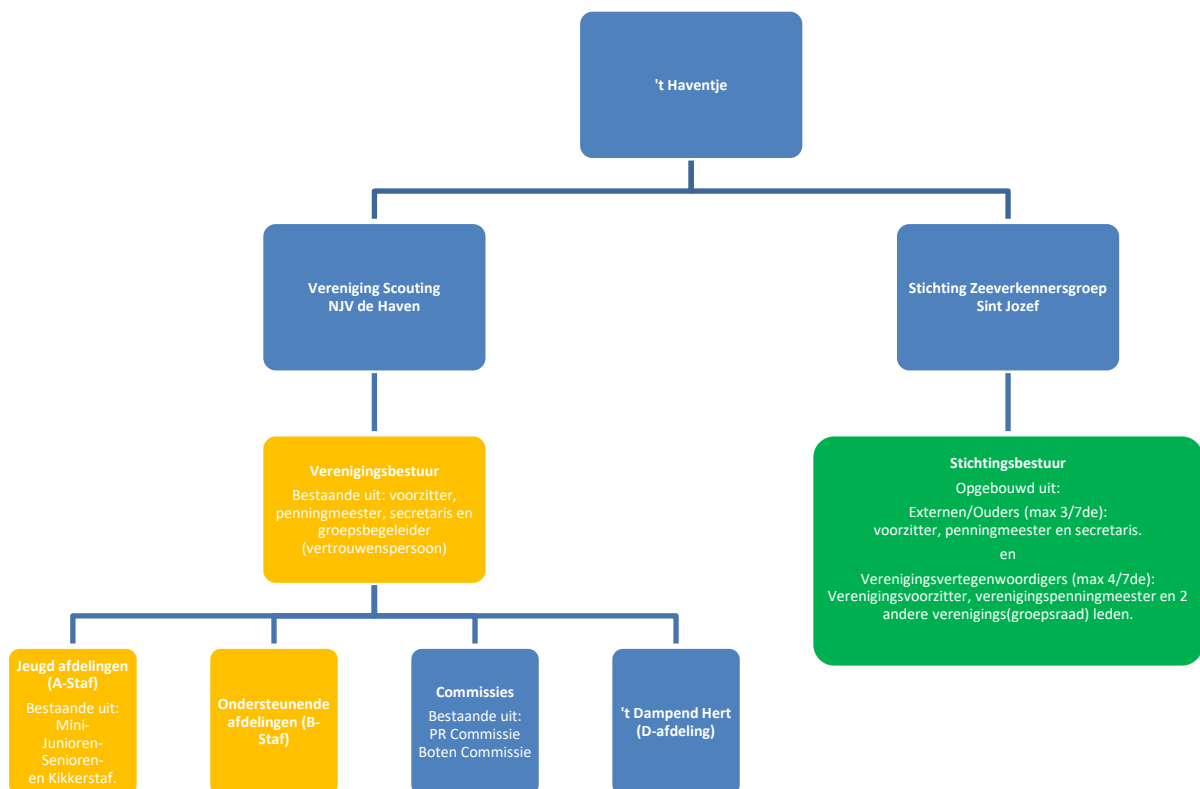 't Haventje
Vereniging Scouting
NJV de Haven
Stichting Zeeverkennersgroep
Sint Jozef
Verenigingsbestuur
Bestaande uit: voorzitter,
penningmeester, secretaris en
groepsbegeleider
(vertrouwenspersoon)
Stichtingsbestuur
Opgebouwd uit:
Externen/Ouders (max 3/7de):
voorzitter, penningmeester en secretaris.
en
Verenigingsvertegenwoordigers (max 4/7de):
Verenigingsvoorzitter, verenigingspenningmeester en 2
andere verenigings(groepsraad) leden.
Jeugd afdelingen
(A-Staf)
Bestaande uit:
Mini-
Junioren-
Senioren-
en Kikkerstaf.
Ondersteunende
afdelingen (B-
Staf)
Commissies
Bestaande uit:
PR Commissie
Boten Commissie
't Dampend Hert
(D-afdeling)